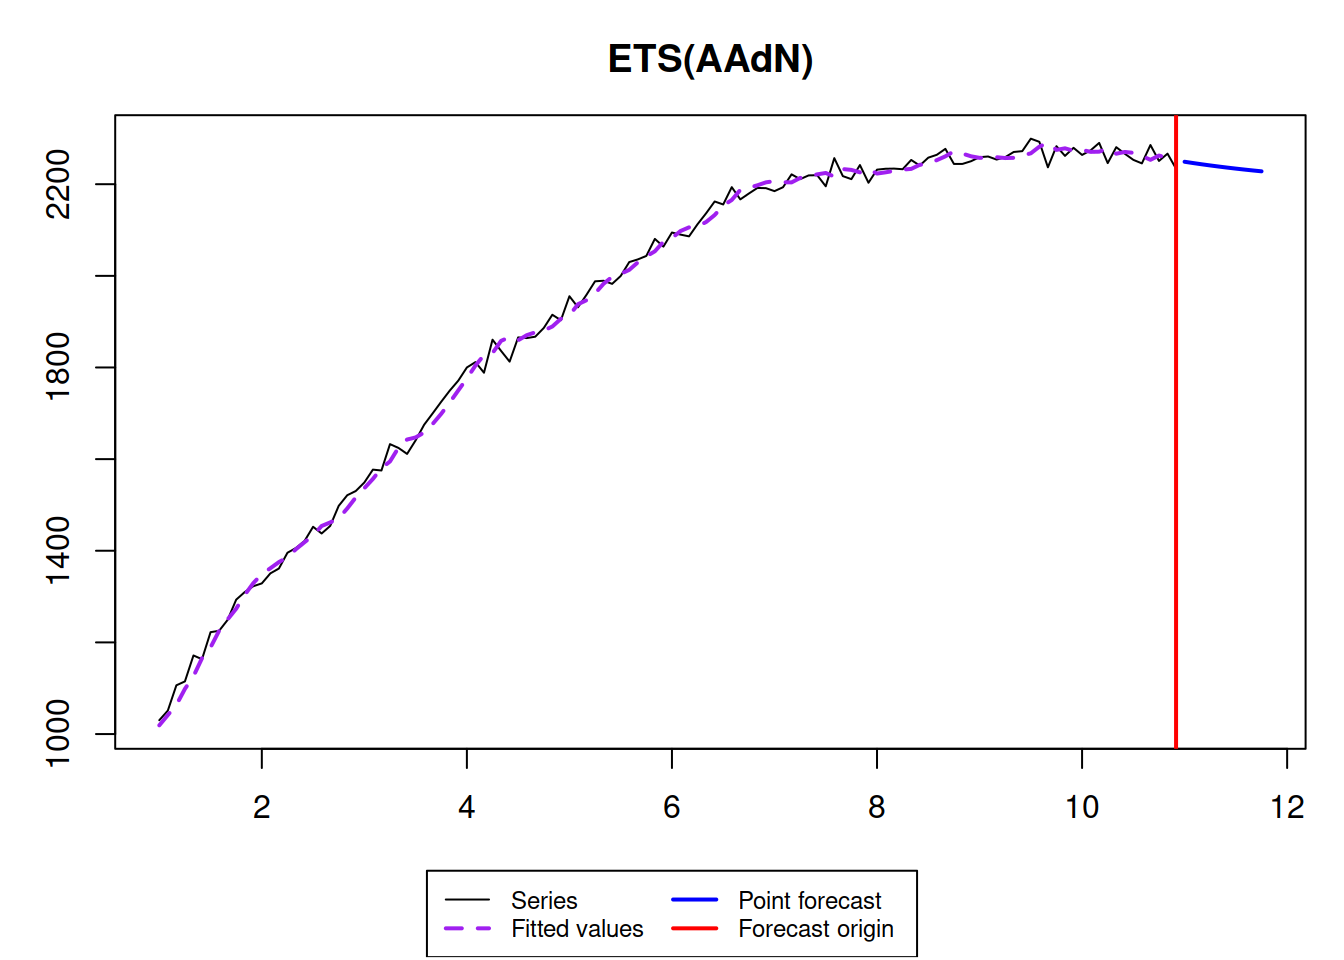 ETS(AAdN)
2200
1800
1400
1000
2 4 6 8 10 12
Series Point forecast
Fitted values Forecast origin